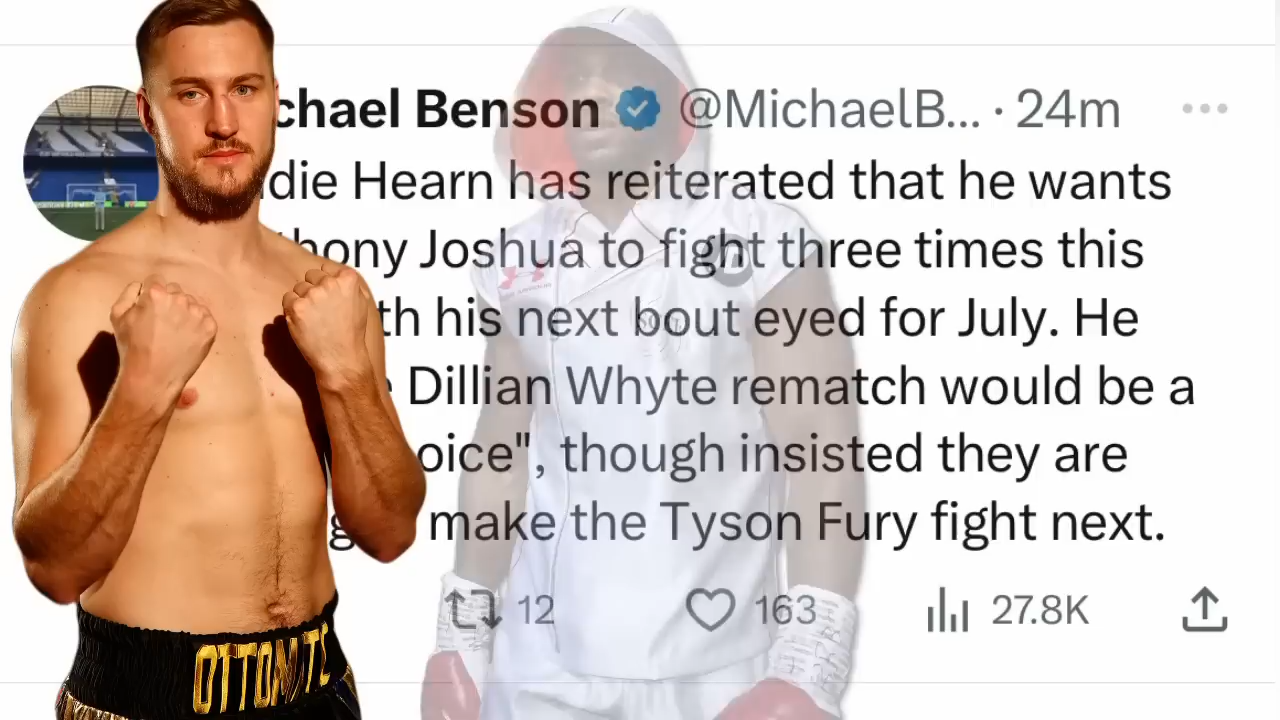 chael Benson @MichaelB... · 24m
die Hearn has reiterated that he wants
hony Joshua to fight three times this
th his next bout eyed for July. He
Dillian Whyte rematch would be a
oice", though insisted they are
make the Tyson Fury fight next.
12 163 27.8K
OTTOM TC